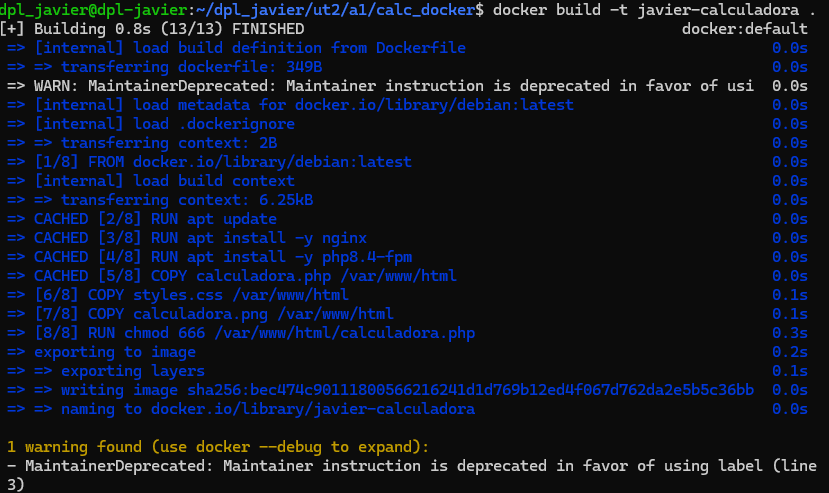 dpl_javier@dpl-javier:~/dpl_javier/ut2/a1/calc_docker$ docker build -t javier-calculadora .
[+] Building 0.8s (13/13) FINISHED docker:default
=> [internal] load build definition from Dockerfile 0.0s
=> => transferring dockerfile: 349B 0.0s
=> WARN: MaintainerDeprecated: Maintainer instruction is deprecated in favor of usi 0.0s
=> [internal] load metadata for docker.io/library/debian:latest 0.0s
=> [internal] load .dockerignore 0.0s
=> => transferring context: 2B 0.0s
=> [1/8] FROM docker.io/library/debian:latest 0.0s
=> [internal] load build context 0.0s
=> => transferring context: 6.25kB 0.0s
=> CACHED [2/8] RUN apt update 0.0s
=> CACHED [3/8] RUN apt install -y nginx 0.0s
=> CACHED [4/8] RUN apt install -y php8.4-fpm 0.0s
=> CACHED [5/8] COPY calculadora.php /var/www/html 0.0s
=> [6/8] COPY styles.css /var/www/html 0.1s
=> [7/8] COPY calculadora.png /var/www/html 0.1s
=> [8/8] RUN chmod 666 /var/www/html/calculadora.php 0.3s
=> exporting to image 0.2s
=> => exporting layers 0.1s
=> => writing image sha256:bec474c90111800566216241d1d769b12ed4f067d762da2e5b5c36bb 0.0s
=> => naming to docker.io/library/javier-calculadora 0.0s
1 warning found (use docker --debug to expand):
- MaintainerDeprecated: Maintainer instruction is deprecated in favor of using label (line
3)